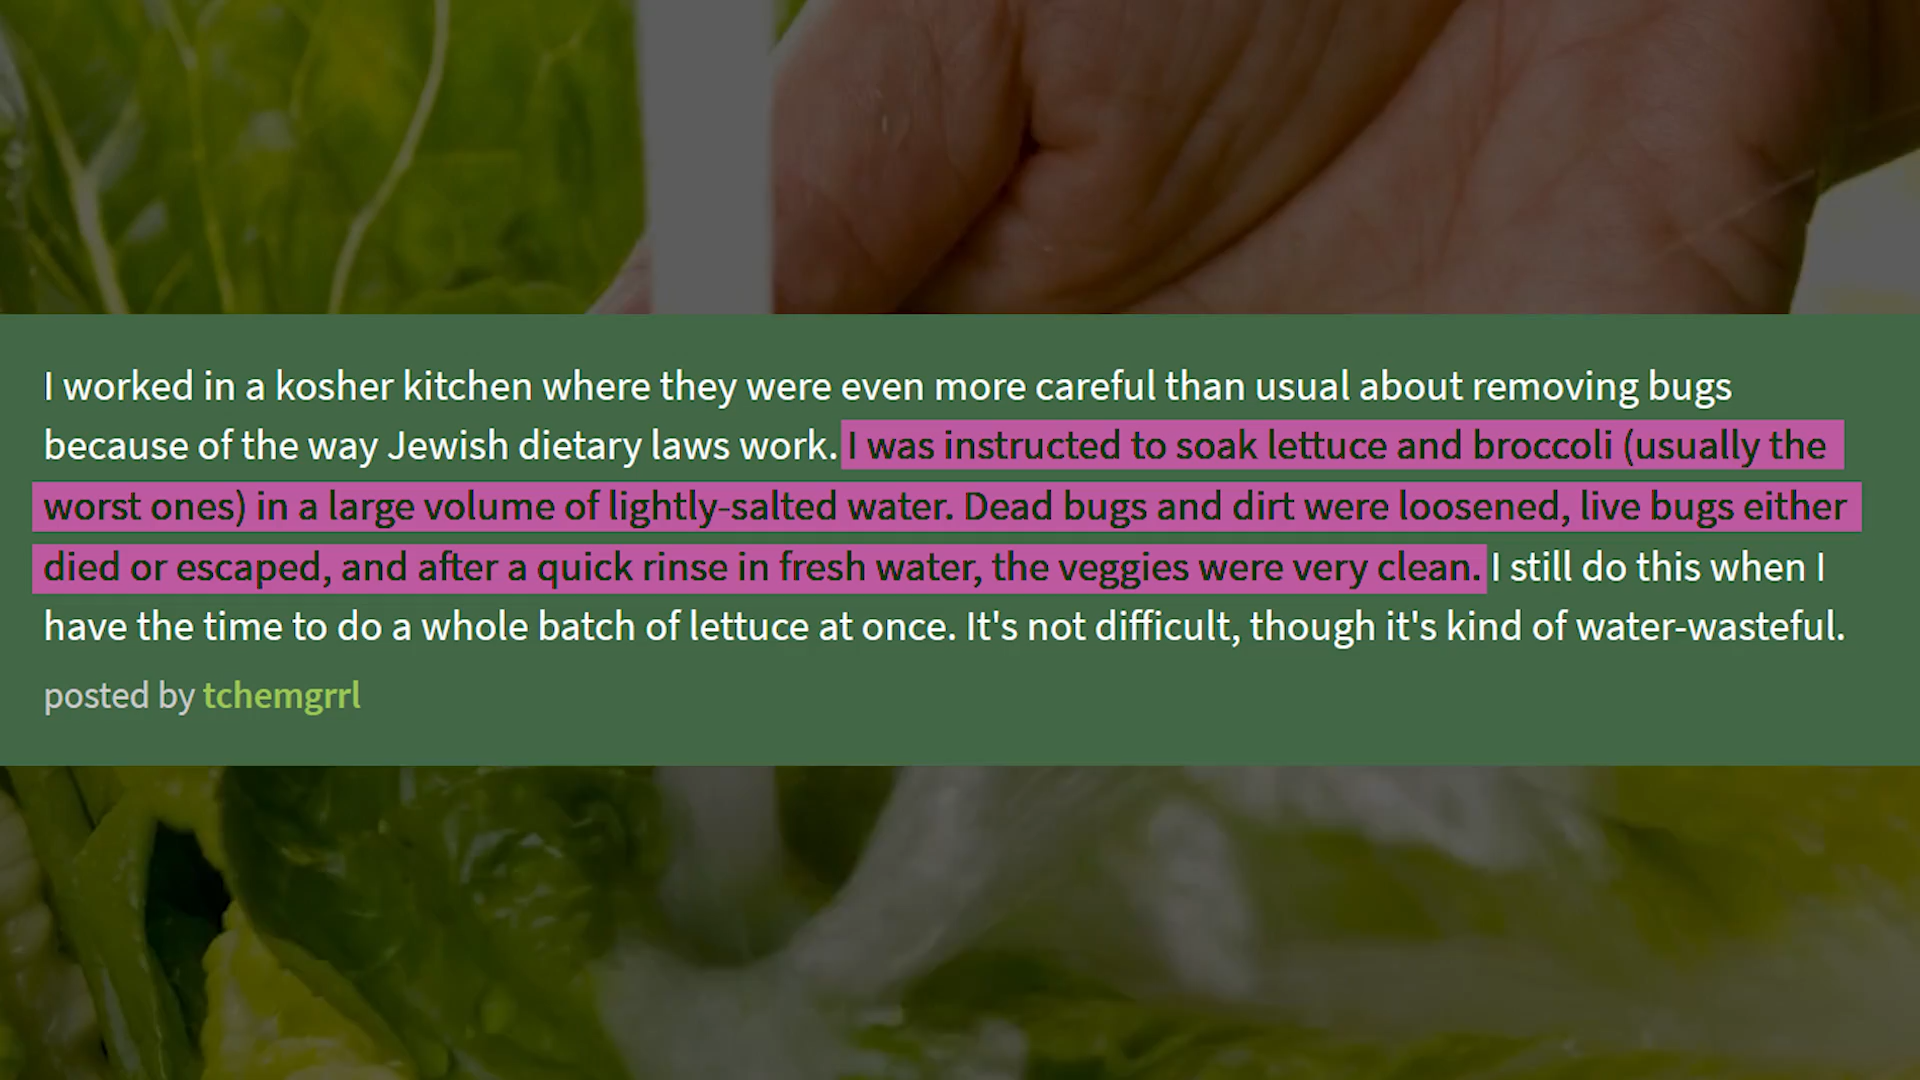 I worked in a kosher kitchen where they were even more careful than usual about removing bugs
because of the way Jewish dietary laws work. I was instructed to soak lettuce and broccoli (usually the
worst ones) in a large volume of lightly-salted water. Dead bugs and dirt were loosened, live bugs either
died or escaped, and after a quick rinse in fresh water, the veggies were very clean. I still do this when I
have the time to do a whole batch of lettuce at once. It's not difficult, though it's kind of water-wasteful.
posted by tchemgrrl